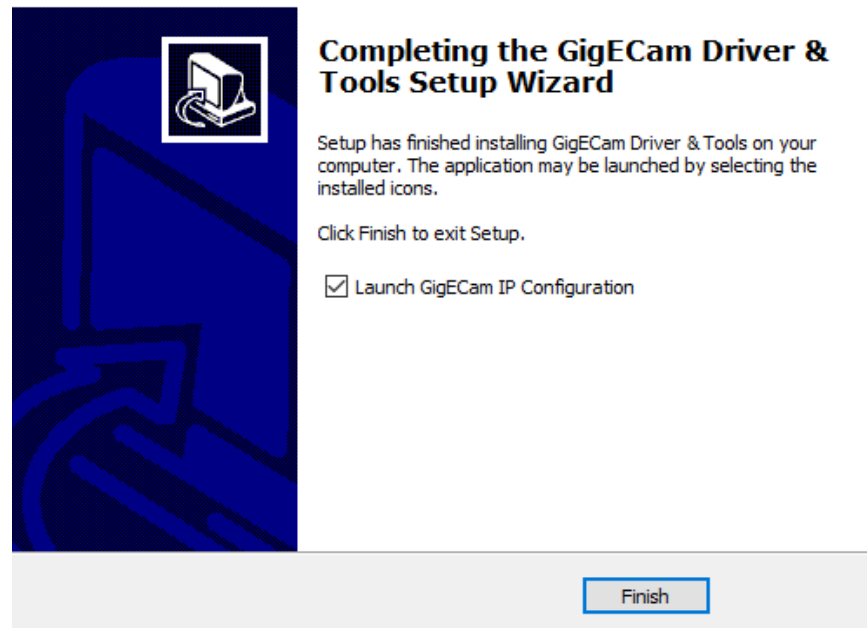 Completing the GigECam Driver &
Tools Setup Wizard
Setup has finished installing GigECam Driver & Tools on your
computer. The application may be launched by selecting the
installed icons.
Click Finish to exit Setup.
Launch GigECam IP Configuration
Finish